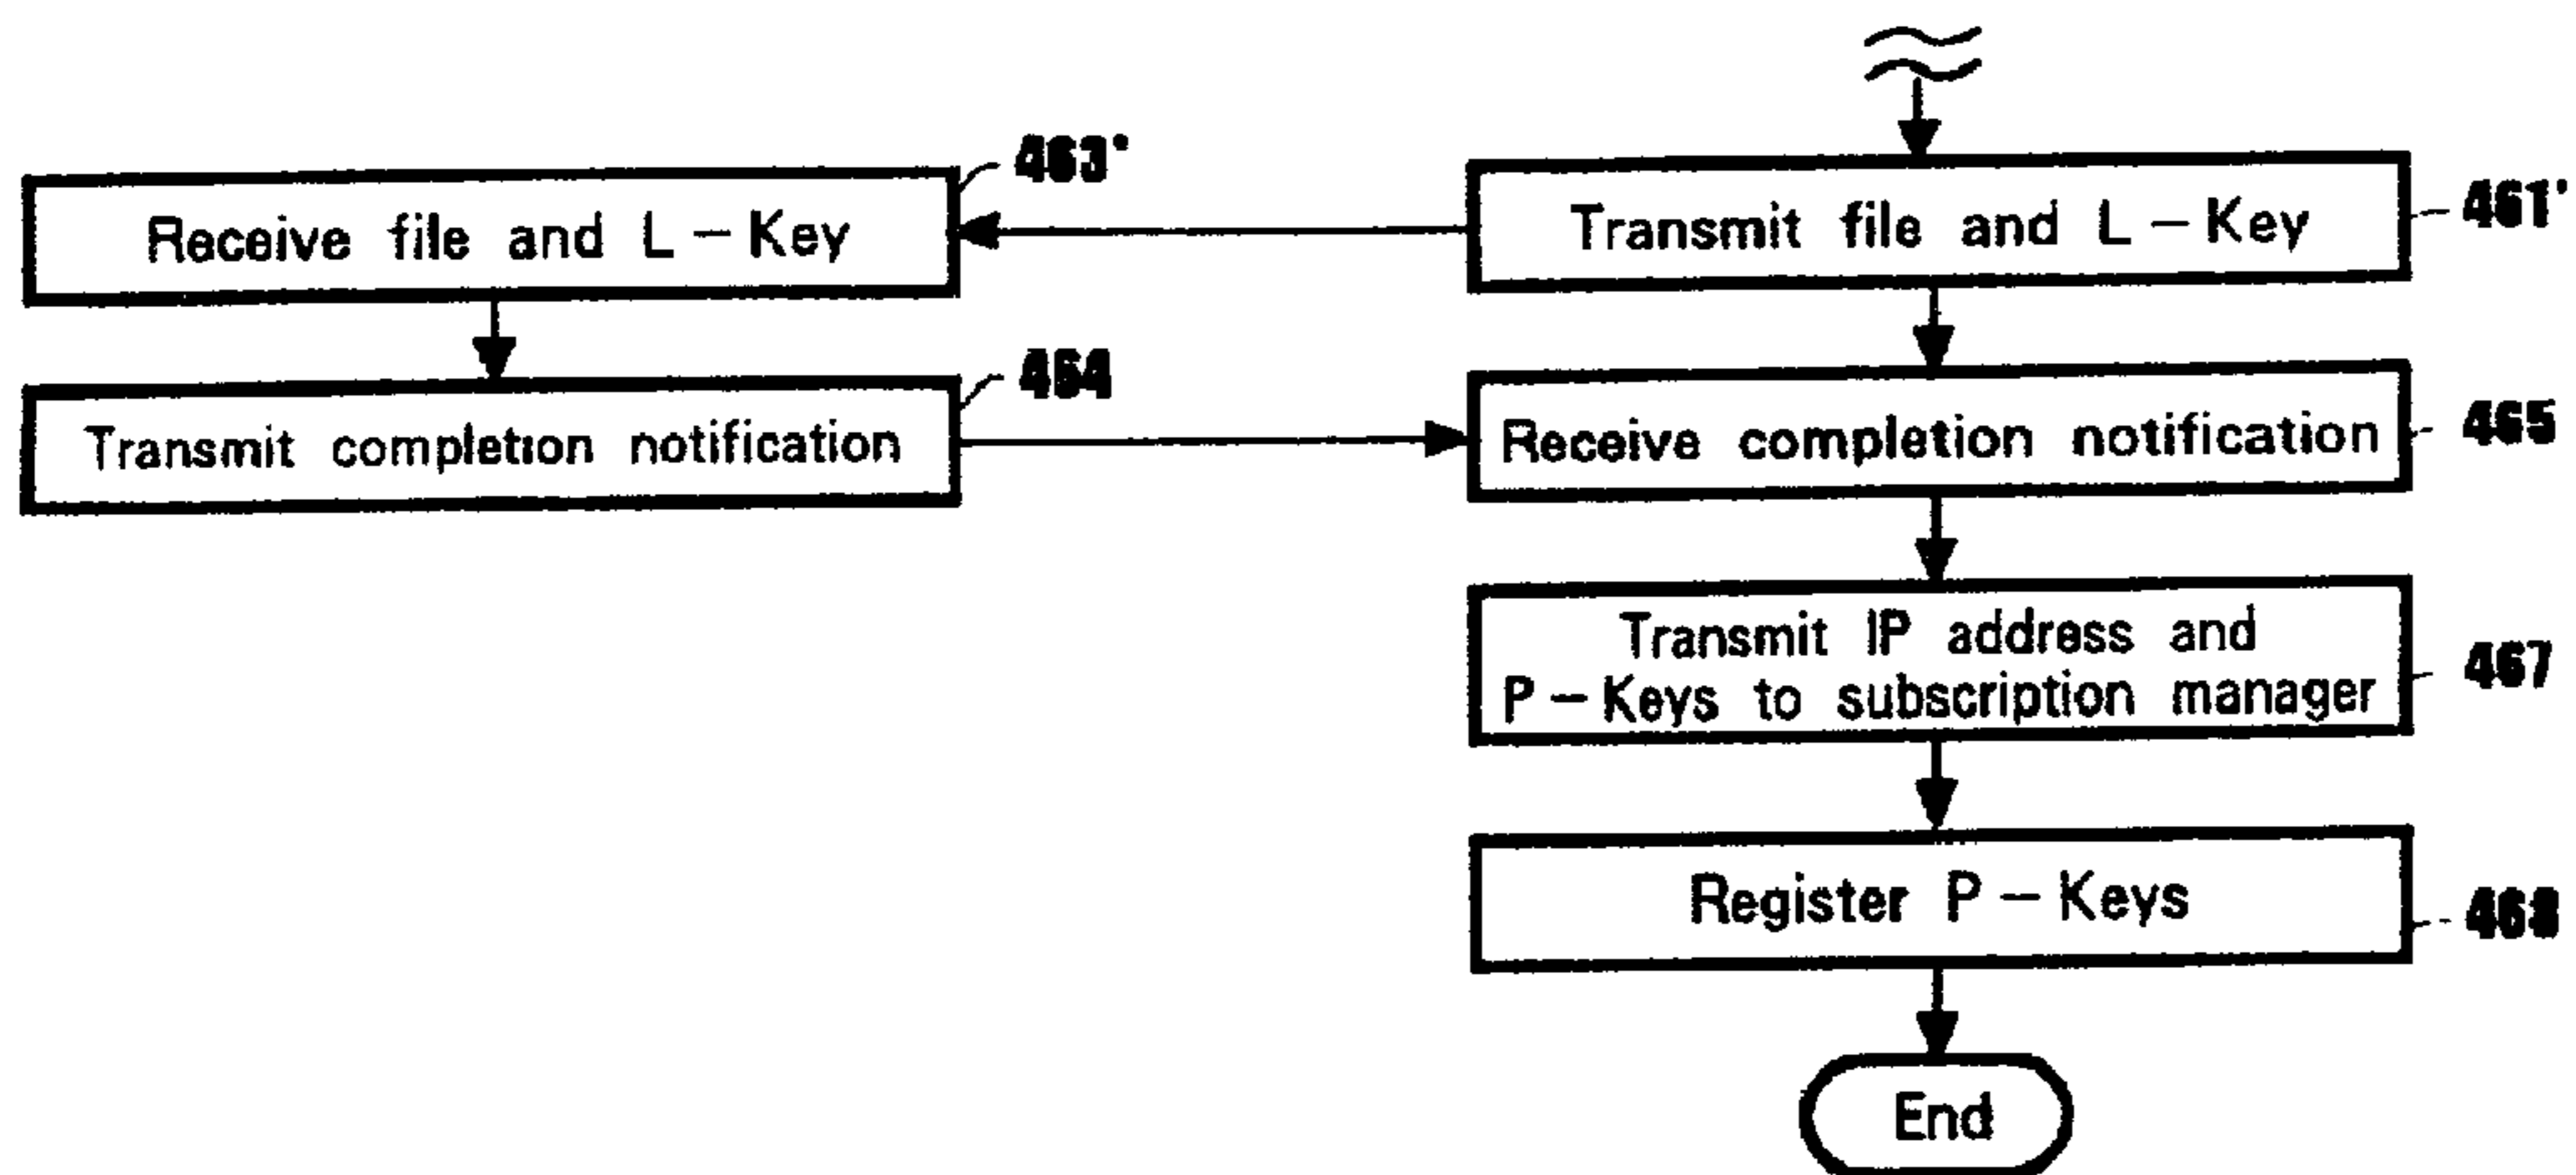 463'
Receive file and L-Key
Transmit file and L-Key
461'
464
Transmit completion notification
Receive completion notification
465
Transmit IP address and
P-Keys to subscription manager
467
Register P-Keys
468
End